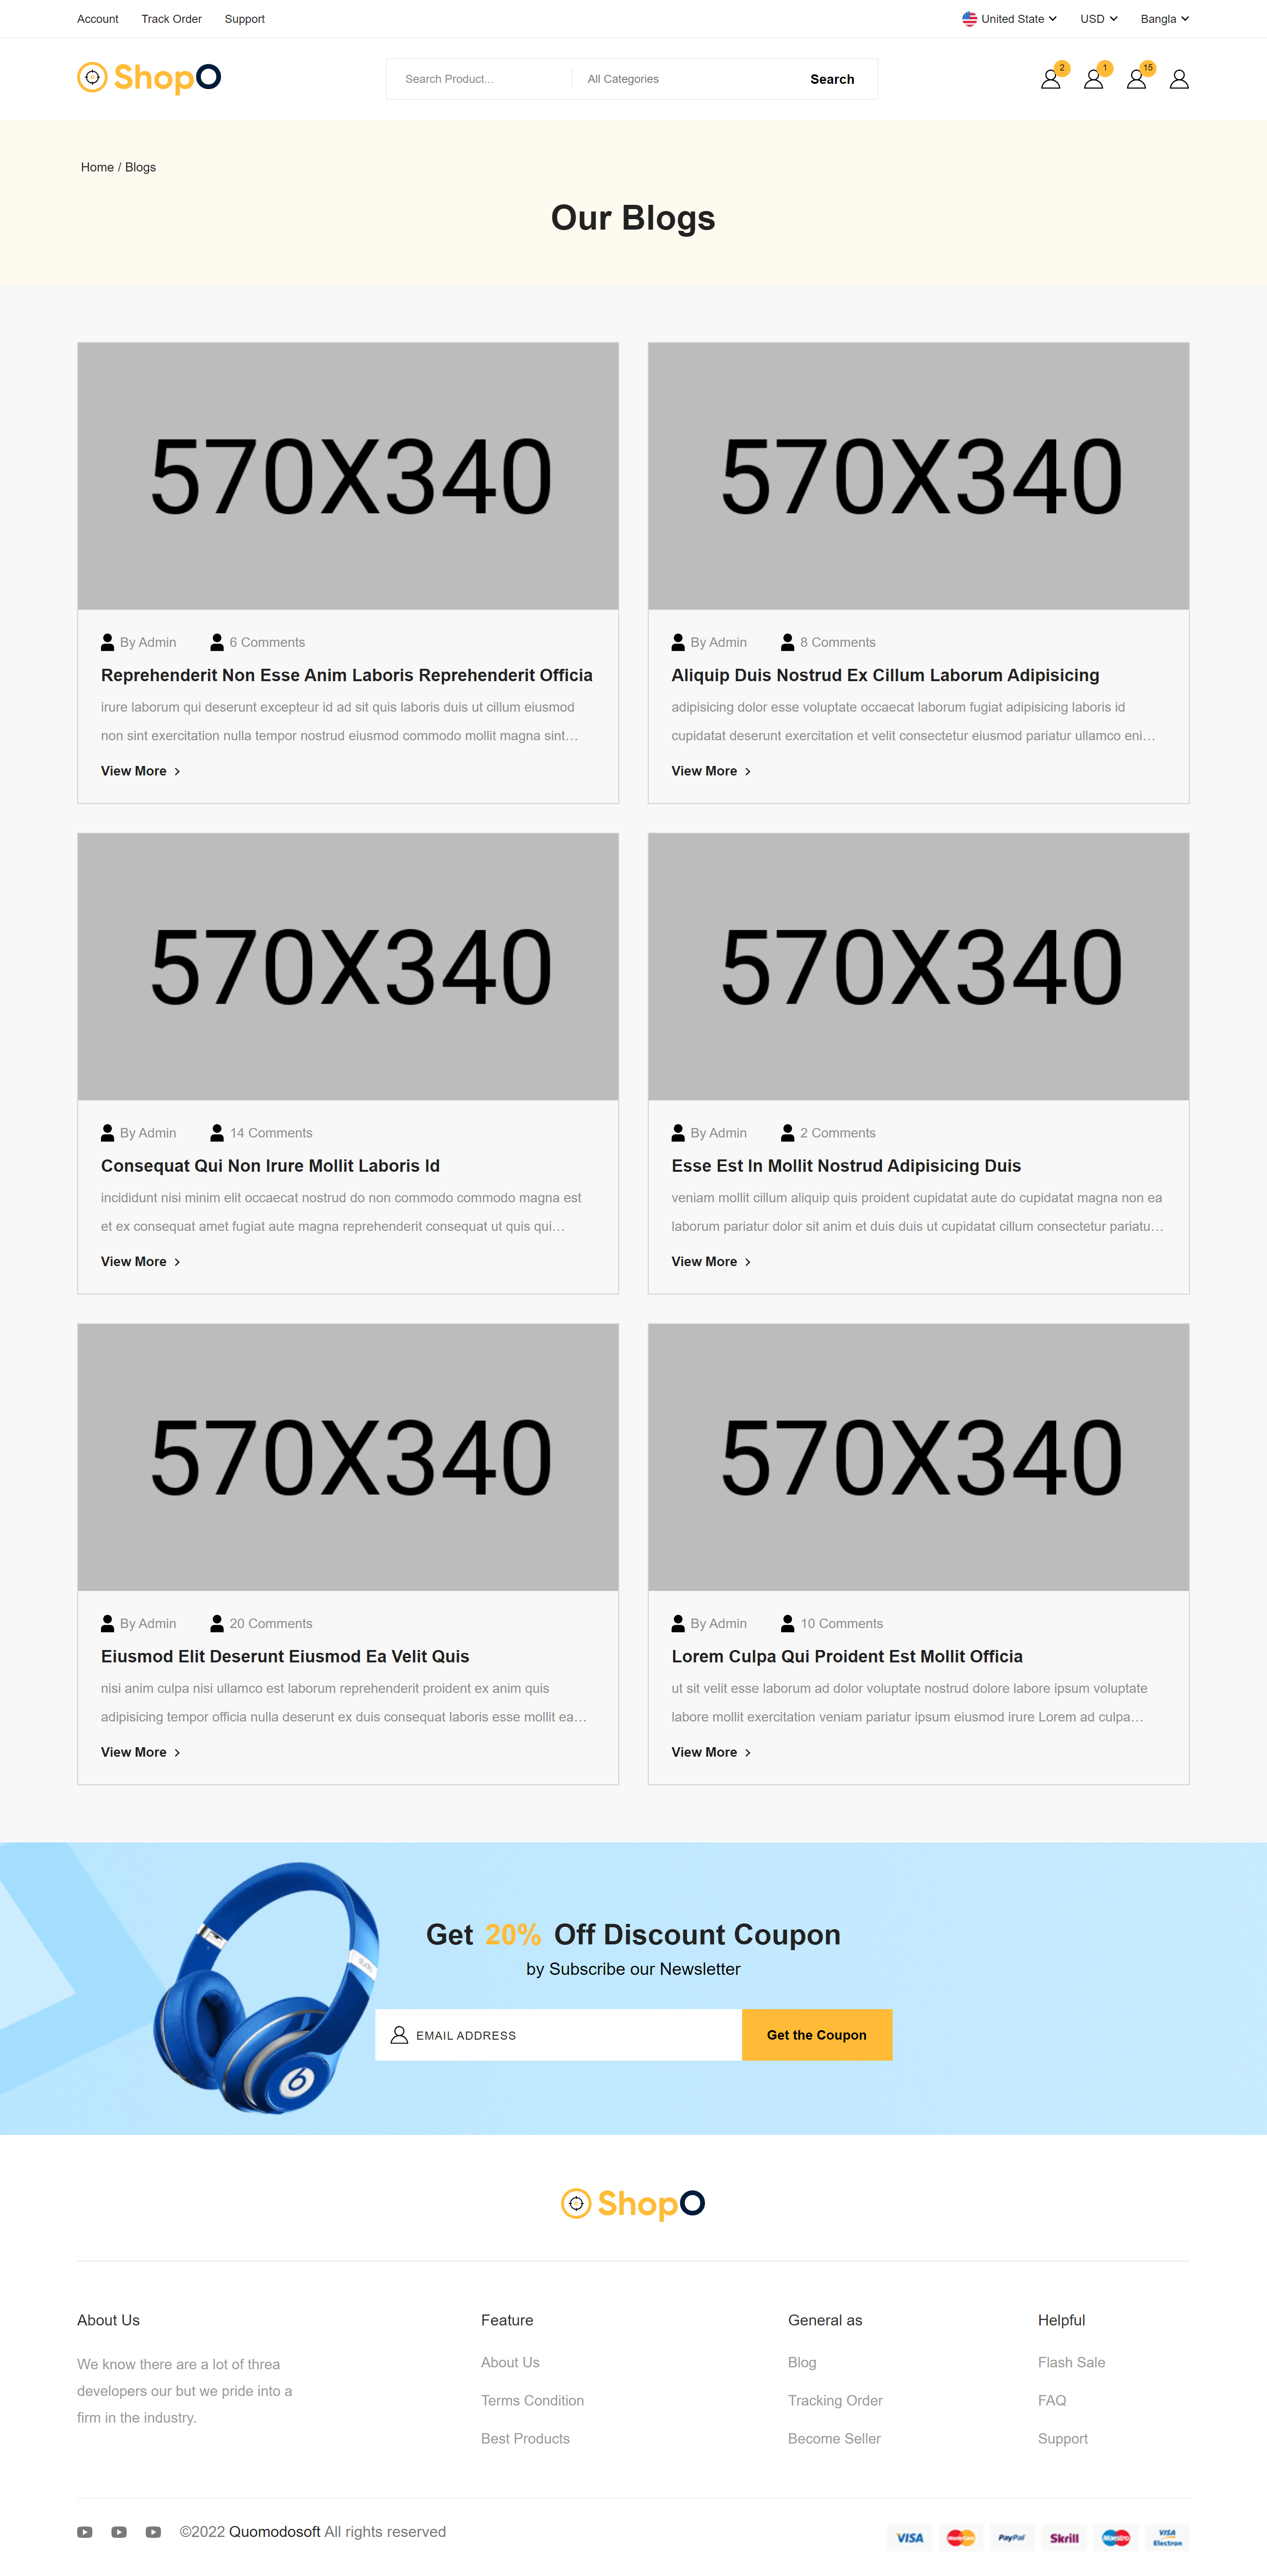 Account Track Order Support United State USD Bangla
ShopO Search Product... All Categories Search 2 1 15
Home / Blogs
Our Blogs
570X340
By Admin 6 Comments
Reprehenderit Non Esse Anim Laboris Reprehenderit Officia
irure laborum qui deserunt excepteur id ad sit quis laboris duis ut cillum eiusmod
non sint exercitation nulla tempor nostrud eiusmod commodo mollit magna sint...
View More
570X340
By Admin 8 Comments
Aliquip Duis Nostrud Ex Cillum Laborum Adipisicing
adipisicing dolor esse voluptate occaecat laborum fugiat adipisicing laboris id
cupidatat deserunt exercitation et velit consectetur eiusmod pariatur ullamco eni...
View More
570X340
By Admin 14 Comments
Consequat Qui Non Irure Mollit Laboris Id
incididunt nisi minim elit occaecat nostrud do non commodo commodo magna est
et ex consequat amet fugiat aute magna reprehenderit consequat ut quis qui...
View More
570X340
By Admin 2 Comments
Esse Est In Mollit Nostrud Adipisicing Duis
veniam mollit cillum aliquip quis proident cupidatat aute do cupidatat magna non ea
laborum pariatur dolor sit anim et duis duis ut cupidatat cillum consectetur pariatu...
View More
570X340
By Admin 20 Comments
Eiusmod Elit Deserunt Eiusmod Ea Velit Quis
nisi anim culpa nisi ullamco est laborum reprehenderit proident ex anim quis
adipisicing tempor officia nulla deserunt ex duis consequat laboris esse mollit ea...
View More
570X340
By Admin 10 Comments
Lorem Culpa Qui Proident Est Mollit Officia
ut sit velit esse laborum ad dolor voluptate nostrud dolore labore ipsum voluptate
labore mollit exercitation veniam pariatur ipsum eiusmod irure Lorem ad culpa...
View More
Get 20% Off Discount Coupon
by Subscribe our Newsletter
EMAIL ADDRESS Get the Coupon
studio
ShopO
About Us
We know there are a lot of threa
developers our but we pride into a
firm in the industry.
Feature
About Us
Terms Condition
Best Products
General as
Blog
Tracking Order
Become Seller
Helpful
Flash Sale
FAQ
Support
©2022 Quomodosoft All rights reserved
VISA MasterCard PayPal Skrill Maestro VISA Electron